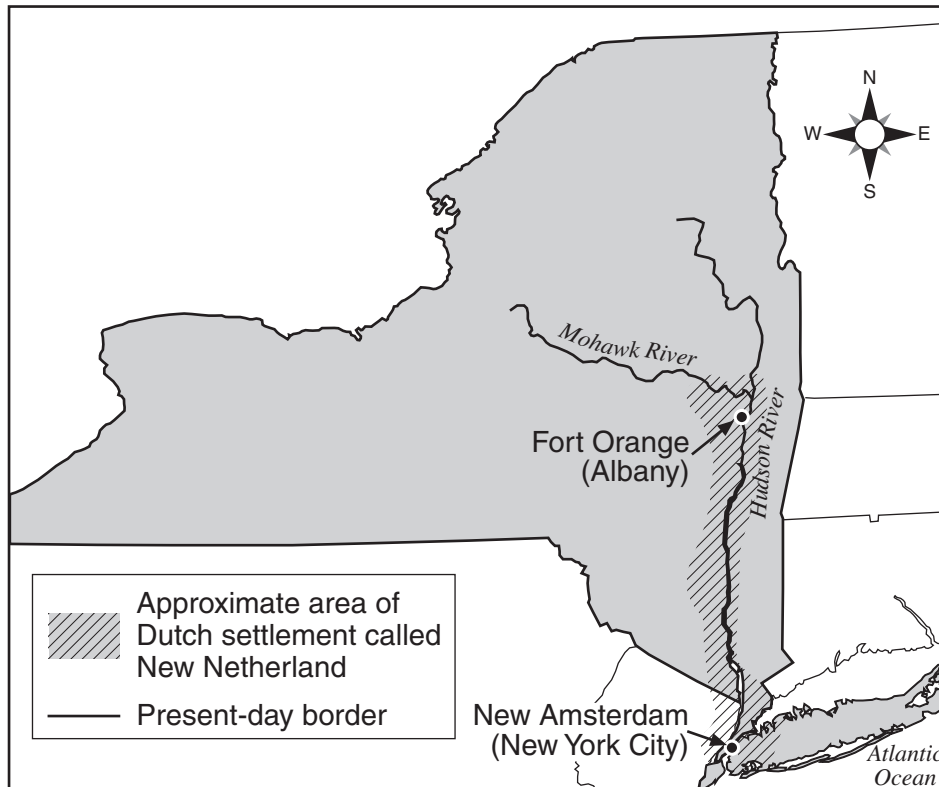 N
W E
S
Mohawk River
Hudson River
Fort Orange
(Albany)
Approximate area of
Dutch settlement called
New Netherland
Present-day border
New Amsterdam
(New York City)
Atlantic
Ocean